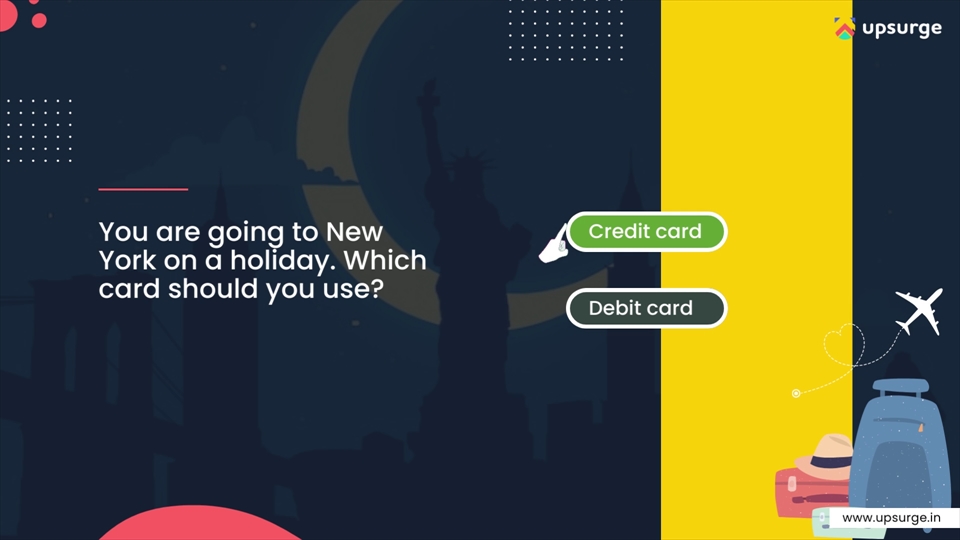 upsurge
You are going to New
York on a holiday. Which
card should you use?
Credit card
Debit card
www.upsurge.in